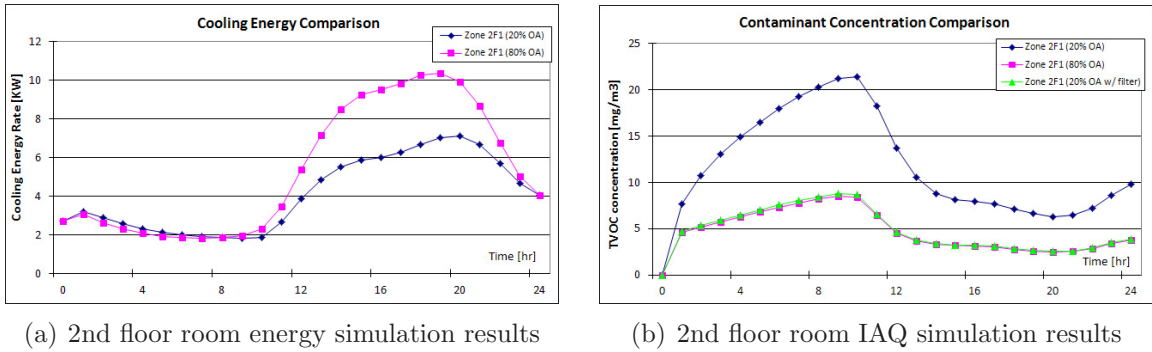 Cooling Energy Comparison
Zone 2F1 (20% OA)
Zone 2F1 (80% OA)
Cooling Energy Rate [KW]
12
10
8
6
4
2
0
Time [hr]
0 4 8 12 16 20 24
(a) 2nd floor room energy simulation results
Contaminant Concentration Comparison
Zone 2F1 (20% OA)
Zone 2F1 (80% OA)
Zone 2F1 (20% OA w/ filter)
TVOC concentration [mg/m3]
25
20
15
10
5
0
Time [hr]
0 4 8 12 16 20 24
(b) 2nd floor room IAQ simulation results